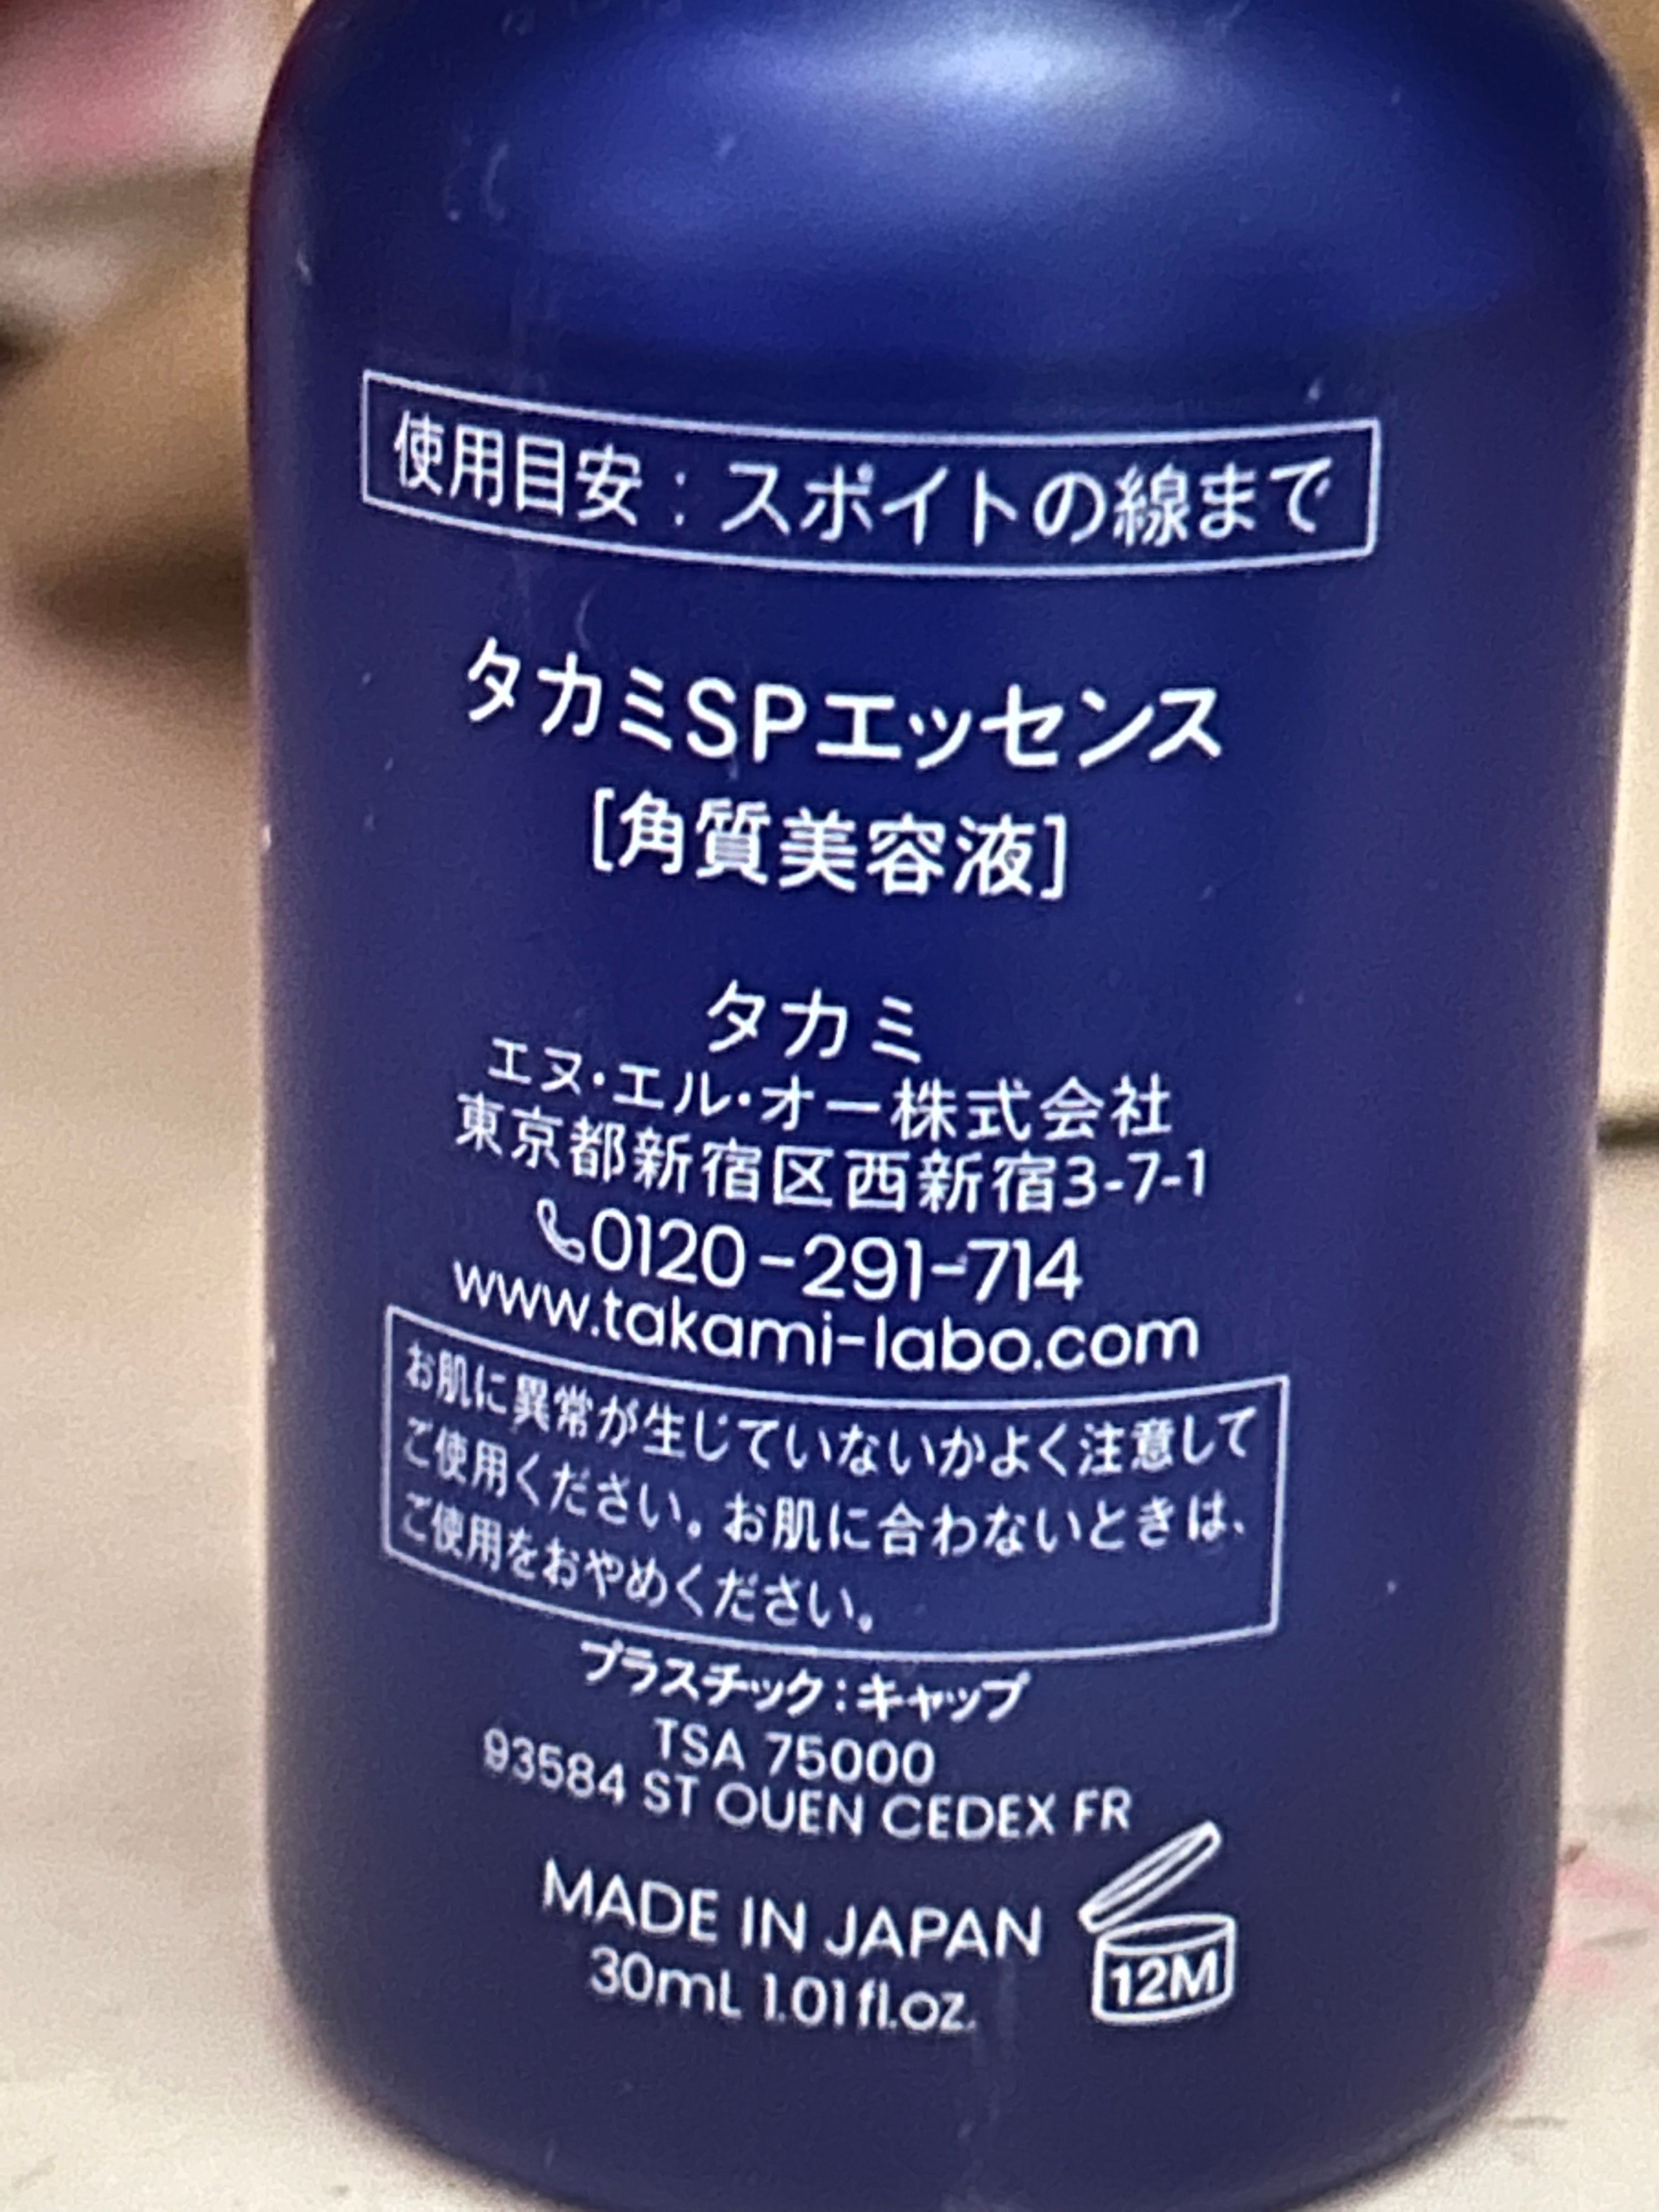 使用目安：スポイトの線まで
タカミSPエッセンス
[角質美容液]
タカミ
エヌ・エル・オー株式会社
東京都新宿区西新宿3-7-1
0120-291-714
www.takami-labo.com
お肌に異常が生じていないかよく注意して
ご使用ください。お肌に合わないときは、
ご使用をおやめください。
プラスチック：キャップ
TSA 75000
93584 ST OUEN CEDEX FR
MADE IN JAPAN
30mL 1.01fl.oz.
12M